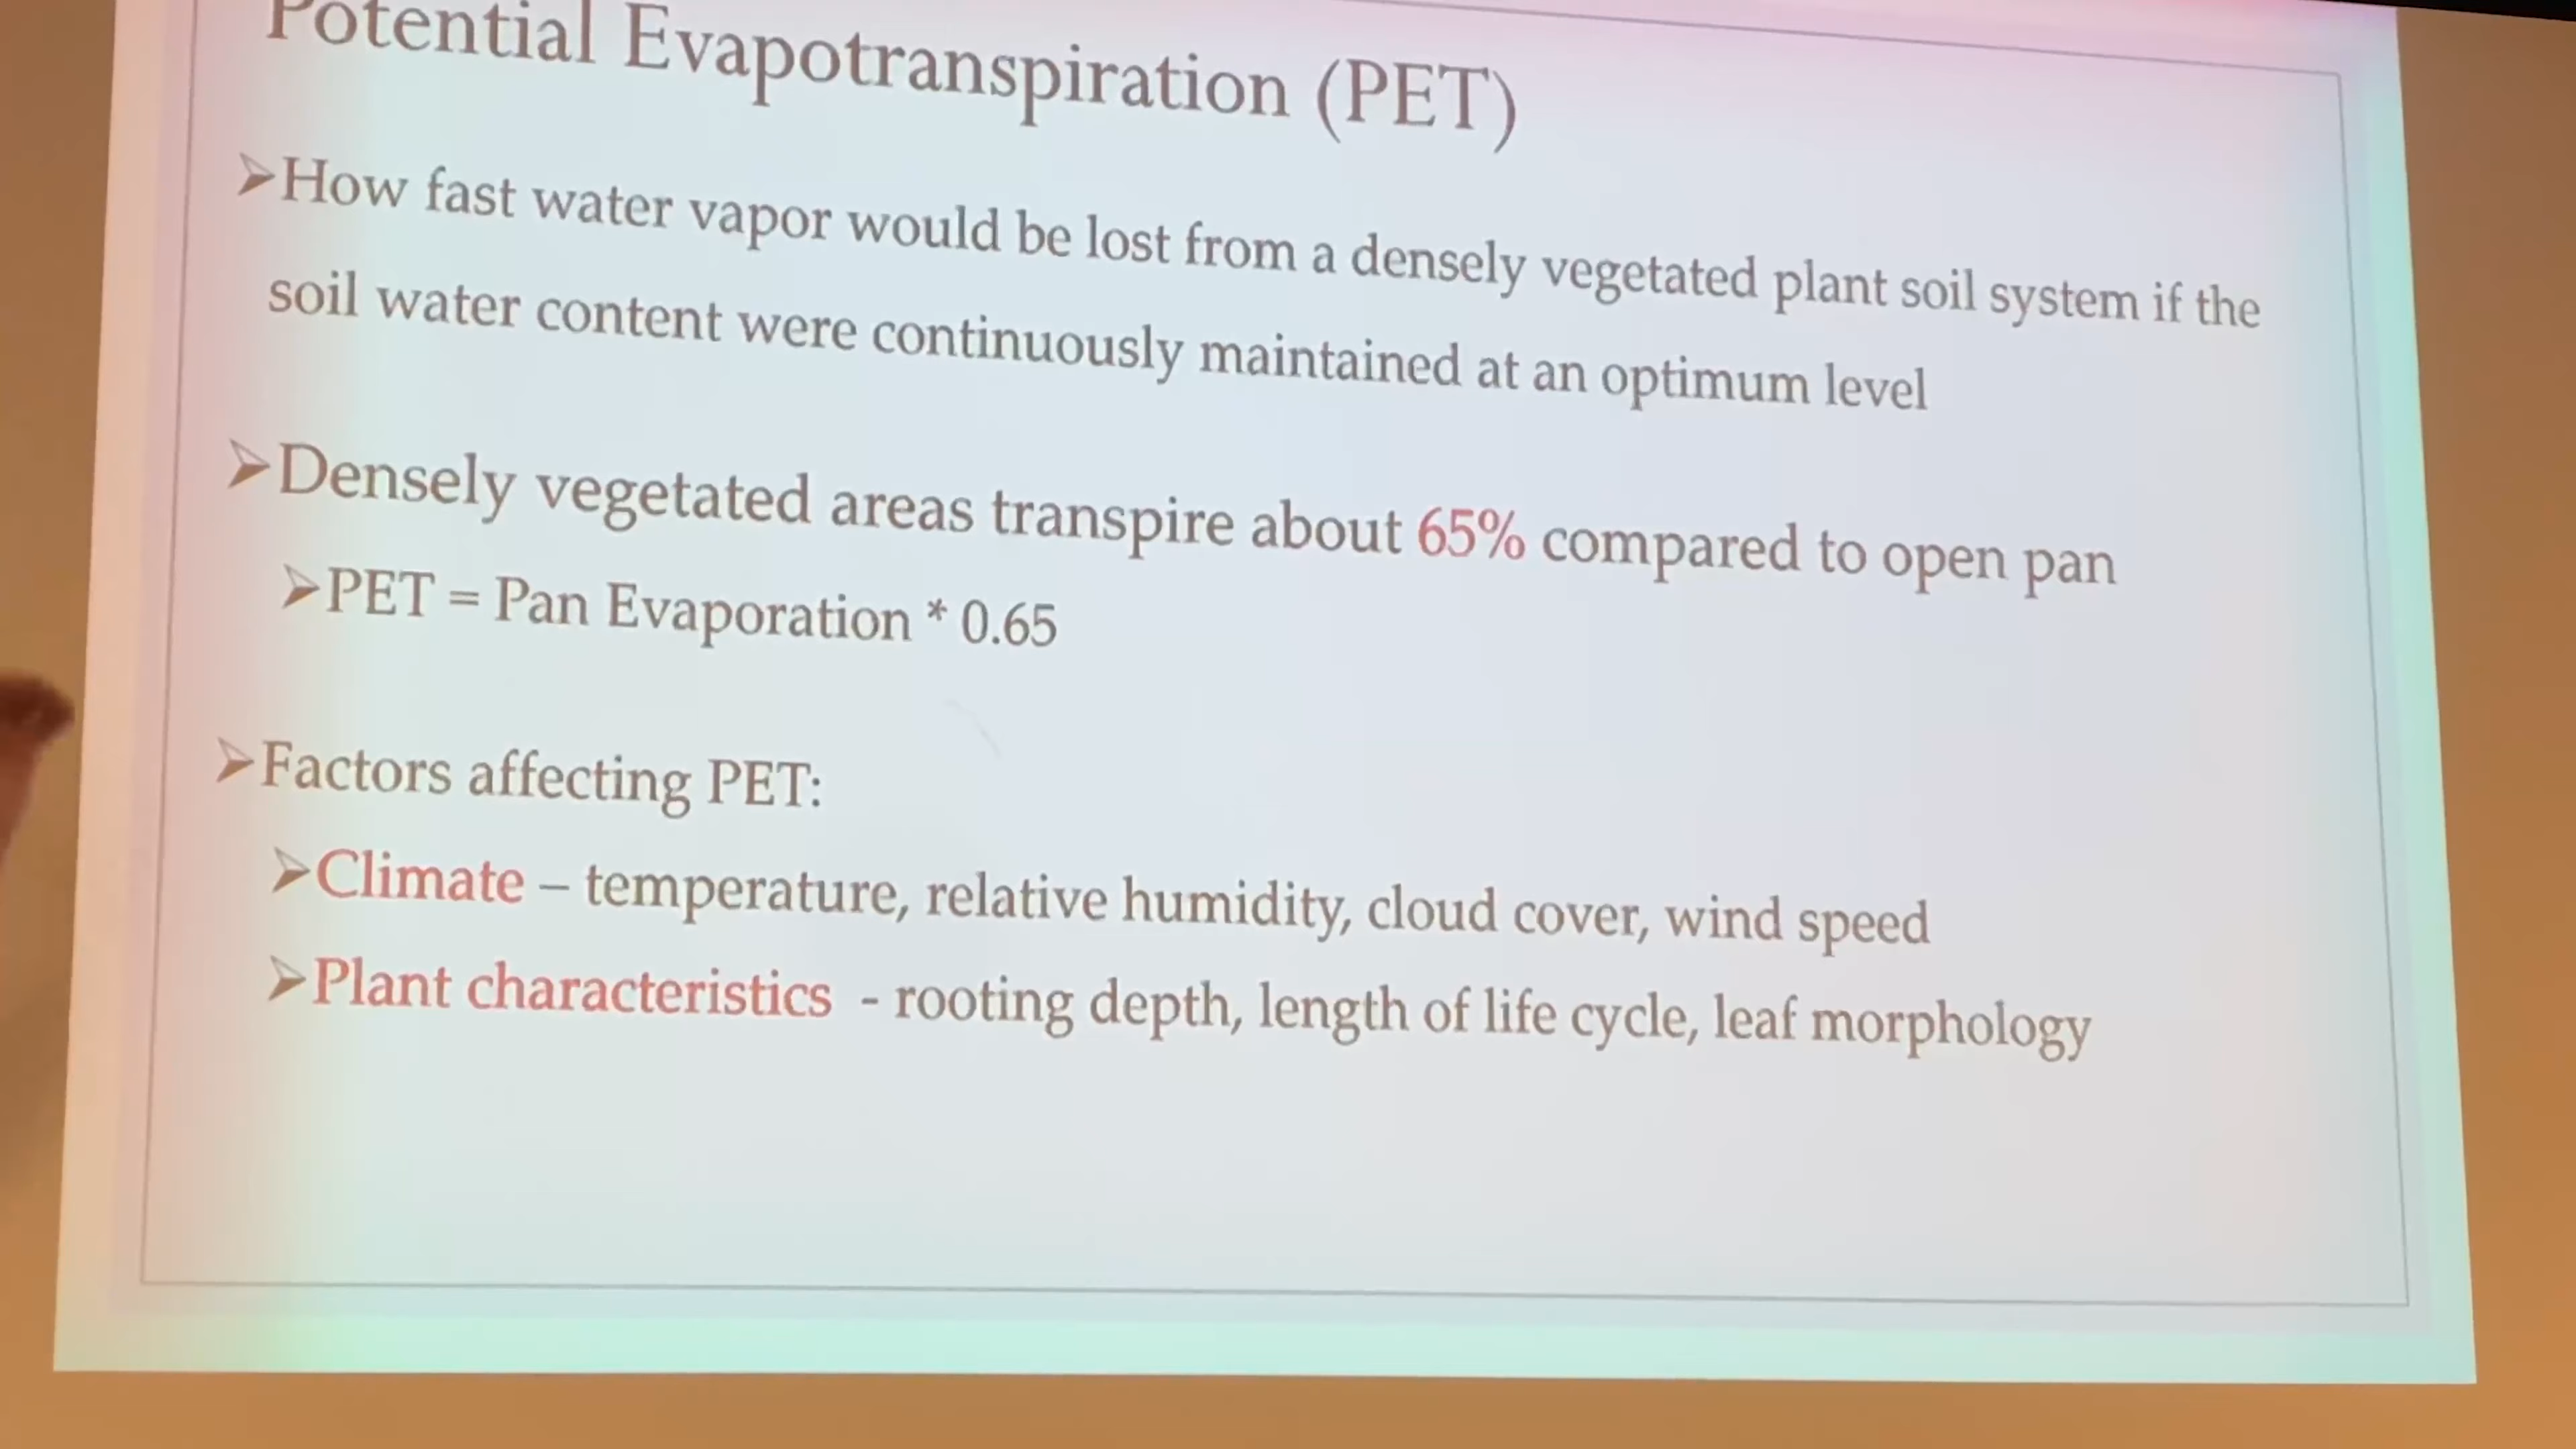 Potential Evapotranspiration (PET)
➢How fast water vapor would be lost from a densely vegetated plant soil system if the
soil water content were continuously maintained at an optimum level
➢Densely vegetated areas transpire about 65% compared to open pan
➢PET = Pan Evaporation * 0.65
➢Factors affecting PET:
➢Climate – temperature, relative humidity, cloud cover, wind speed
➢Plant characteristics - rooting depth, length of life cycle, leaf morphology